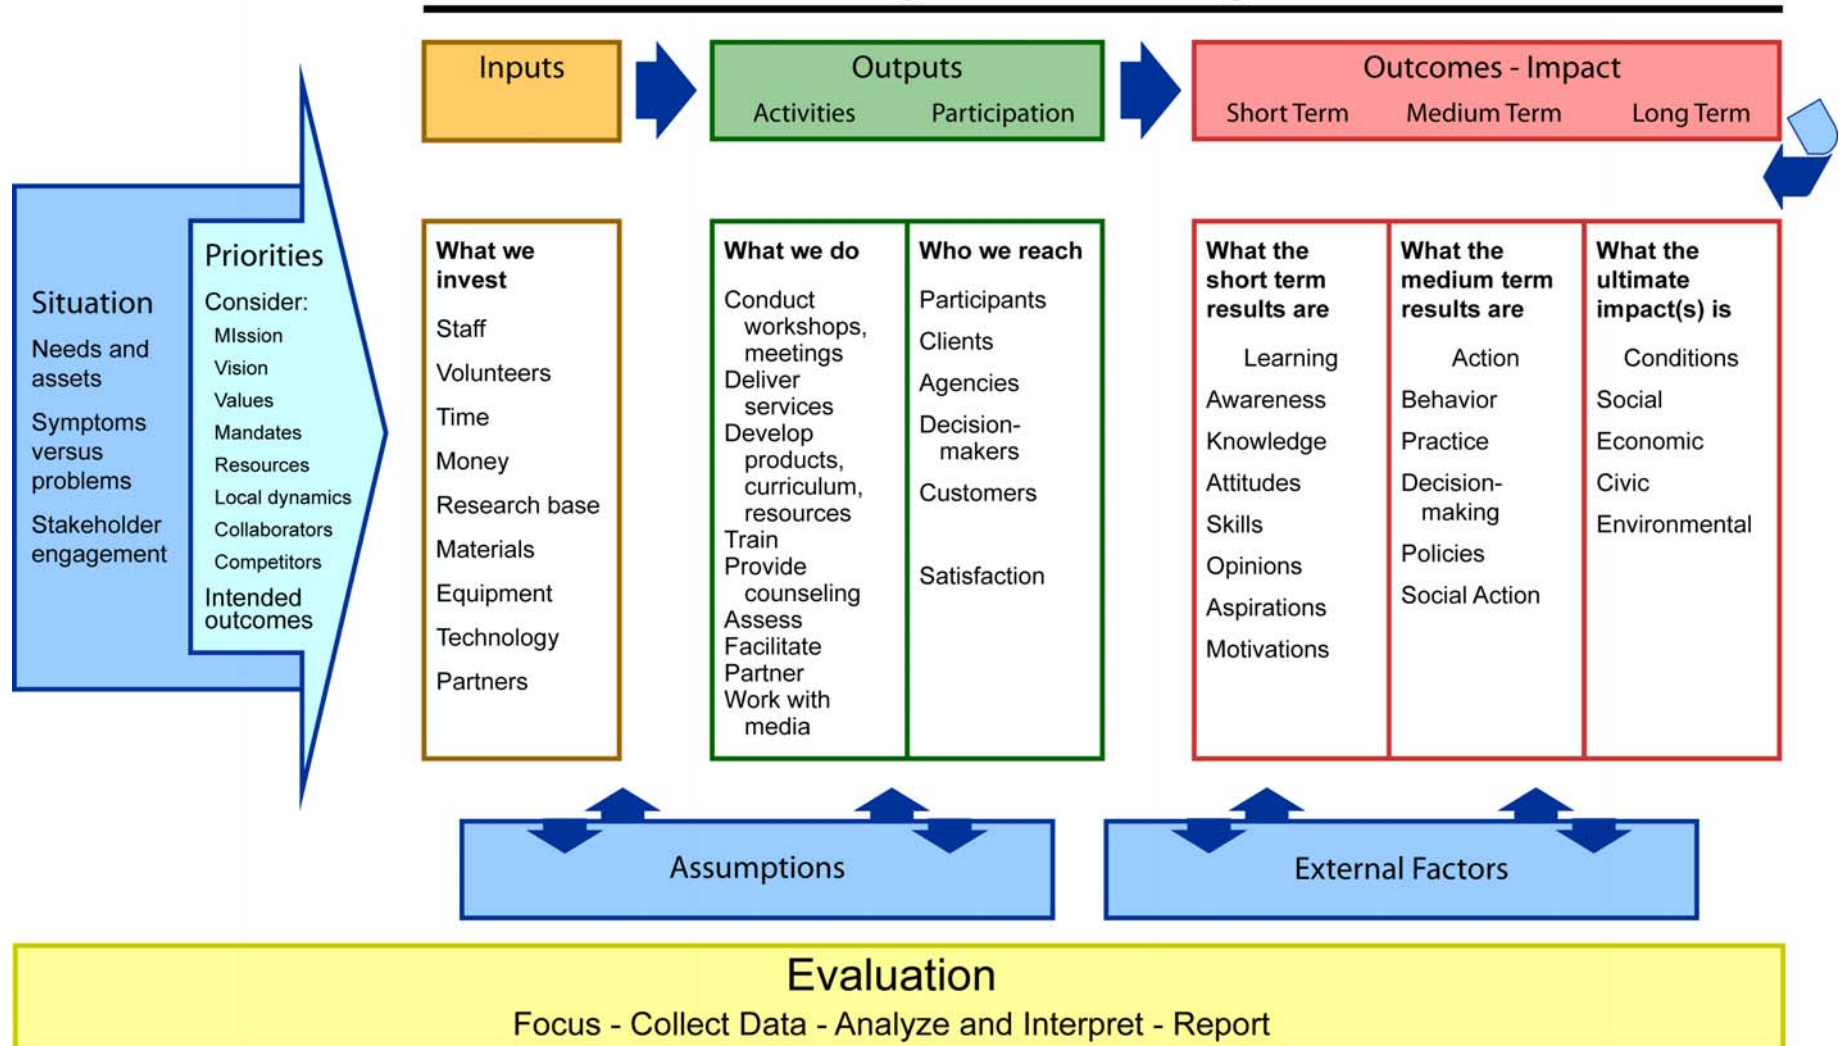 Inputs
Outputs
Activities Participation
Outcomes - Impact
Short Term Medium Term Long Term
Situation
Needs and
assets
Symptoms
versus
problems
Stakeholder
engagement
Priorities
Consider:
MIssion
Vision
Values
Mandates
Resources
Local dynamics
Collaborators
Competitors
Intended
outcomes
What we
invest
Staff
Volunteers
Time
Money
Research base
Materials
Equipment
Technology
Partners
What we do
Conduct
workshops,
meetings
Deliver
services
Develop
products,
curriculum,
resources
Train
Provide
counseling
Assess
Facilitate
Partner
Work with
media
Who we reach
Participants
Clients
Agencies
Decision-
makers
Customers
Satisfaction
What the
short term
results are
Learning
Awareness
Knowledge
Attitudes
Skills
Opinions
Aspirations
Motivations
What the
medium term
results are
Action
Behavior
Practice
Decision-
making
Policies
Social Action
What the
ultimate
impact(s) is
Conditions
Social
Economic
Civic
Environmental
Assumptions
External Factors
Evaluation
Focus - Collect Data - Analyze and Interpret - Report